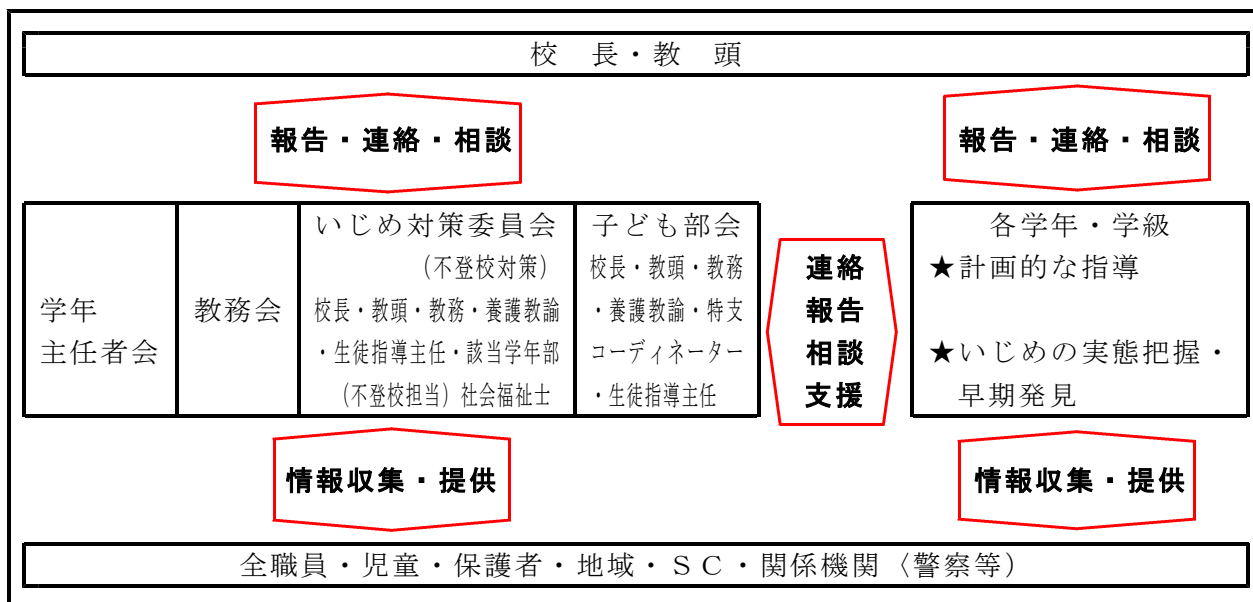 校　長・教　頭
報告・連絡・相談
報告・連絡・相談
学年
主任者会
教務会
いじめ対策委員会
(不登校対策)
校長・教頭・教務・養護教諭
・生徒指導主任・該当学年部
(不登校担当) 社会福祉士
子ども部会
校長・教頭・教務
・養護教諭・特支
コーディネーター
・生徒指導主任
連絡
報告
相談
支援
各学年・学級
★計画的な指導
★いじめの実態把握・
早期発見
情報収集・提供
情報収集・提供
全職員・児童・保護者・地域・ＳＣ・関係機関〈警察等〉